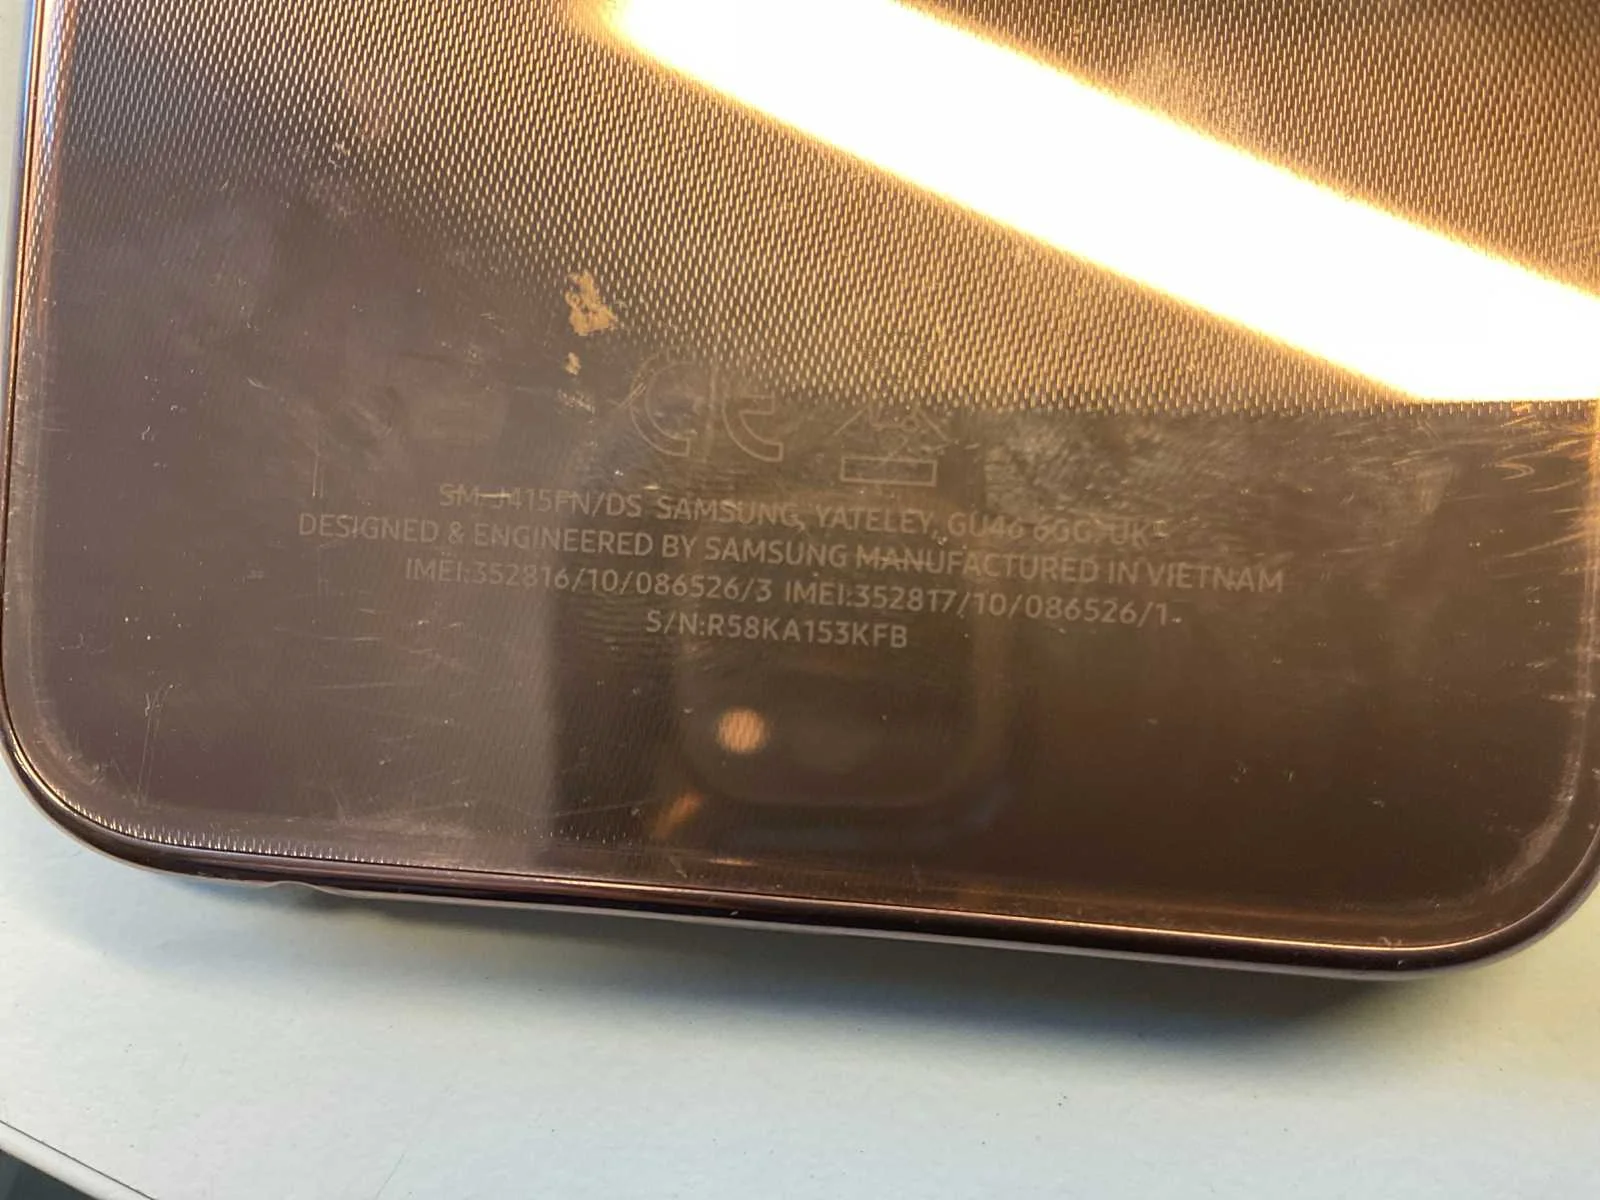 CE
SM-J415FN/DS SAMSUNG, YATELEY, GU46 6GG, UK
DESIGNED & ENGINEERED BY SAMSUNG MANUFACTURED IN VIETNAM
IMEI:352816/10/086526/3 IMEI:352817/10/086526/1
S/N:R58KA153KFB